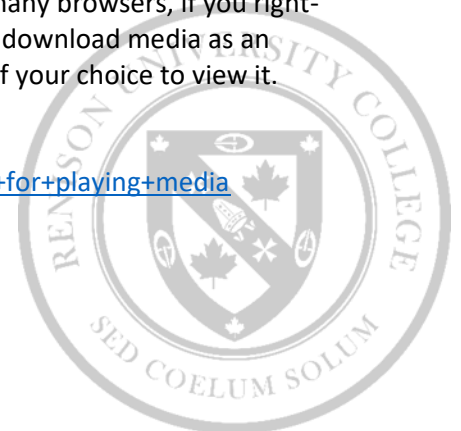 many browsers, if you right-
download media as an
f your choice to view it.
+for+playing+media
RENISON UNIVERSITY COLLEGE
SED COELUM SOLUM